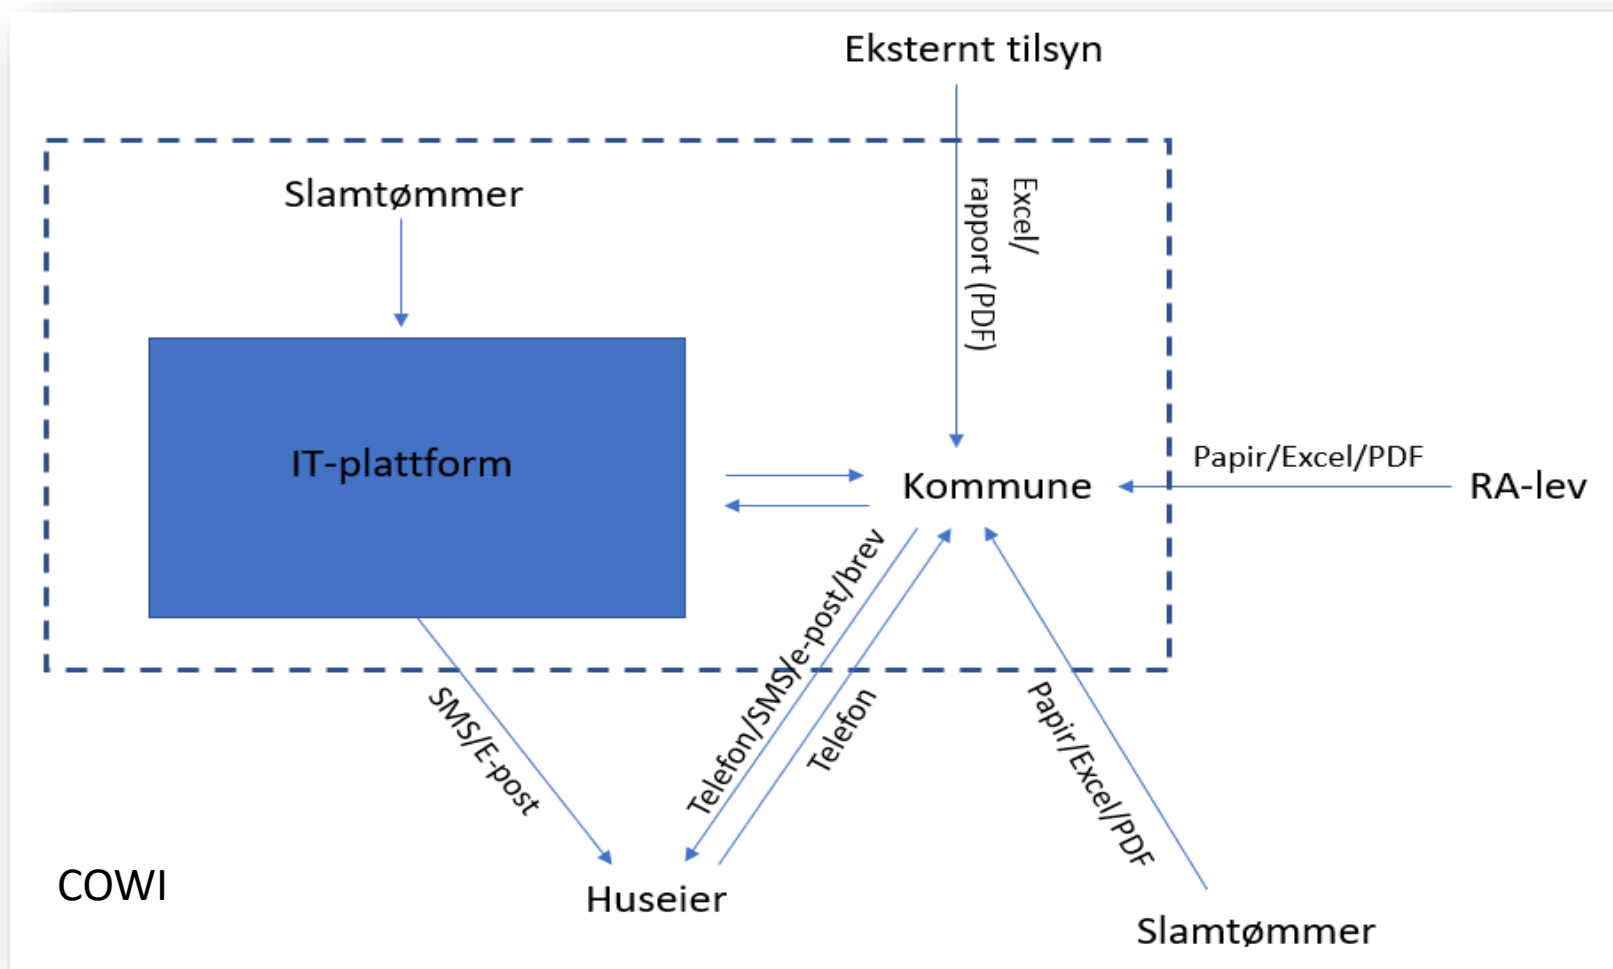 Eksternt tilsyn
Slamtømmer
Excel/
rapport (PDF)
IT-plattform
Kommune
Papir/Excel/PDF
RA-lev
Telefon/SMS/e-post/brev
Telefon
SMS/E-post
Papir/Excel/PDF
COWI
Huseier
Slamtømmer